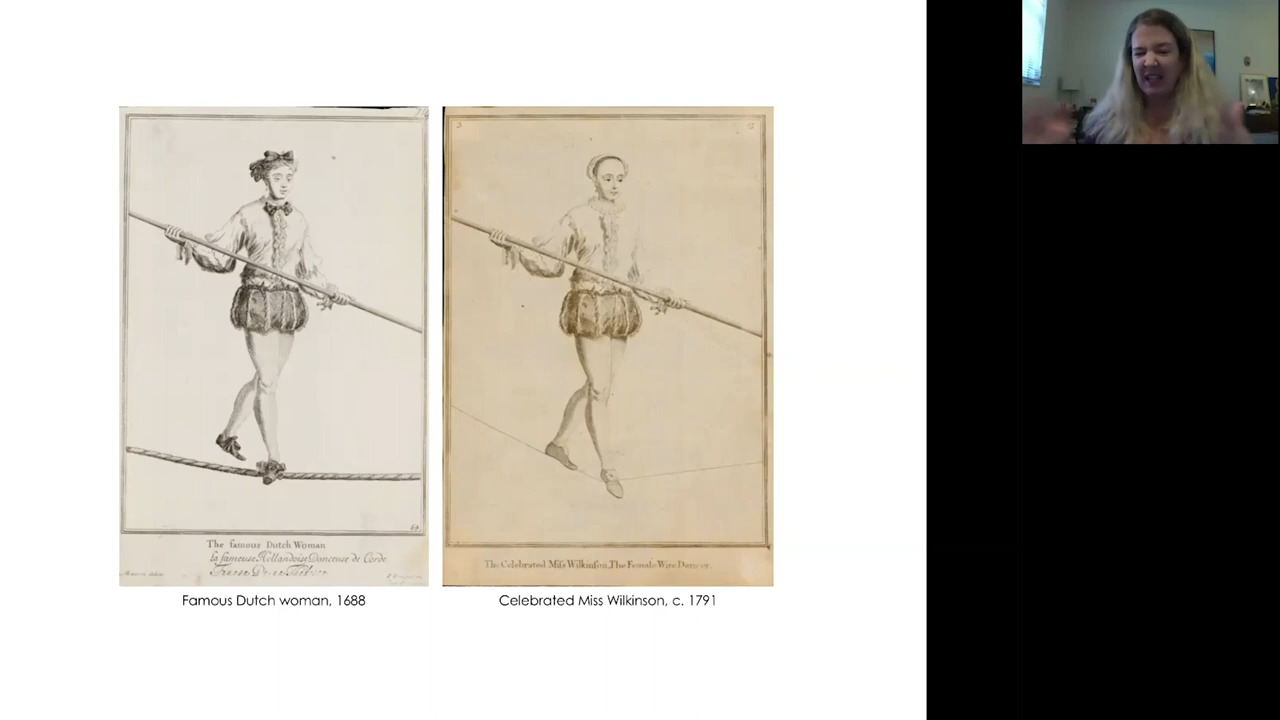 The famous Dutch Woman
la fameuse Hollandoise Danceuse de Corde
64
The Celebrated Miſs Wilkinson, The Female Wire Dancer.
Famous Dutch woman, 1688
Celebrated Miss Wilkinson, c. 1791